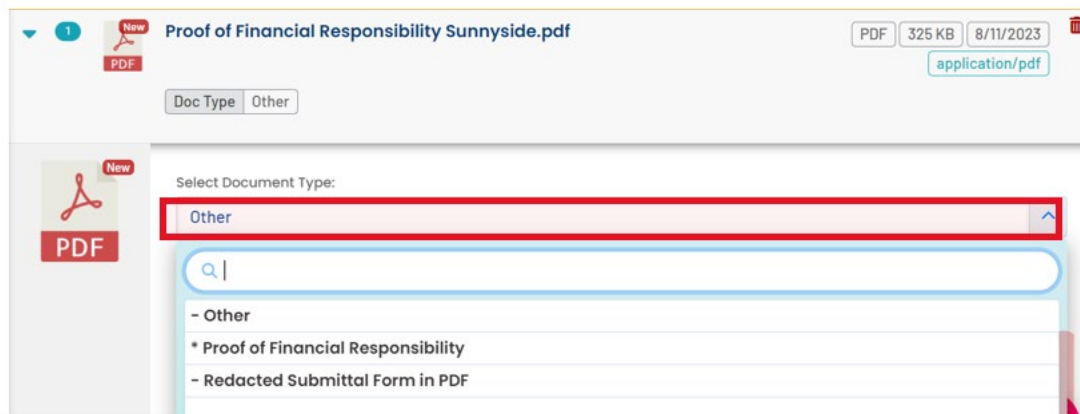 1
New
PDF
Proof of Financial Responsibility Sunnyside.pdf
PDF 325 KB 8/11/2023
application/pdf
Doc Type Other
New
PDF
Select Document Type:
Other
- Other
* Proof of Financial Responsibility
- Redacted Submittal Form in PDF